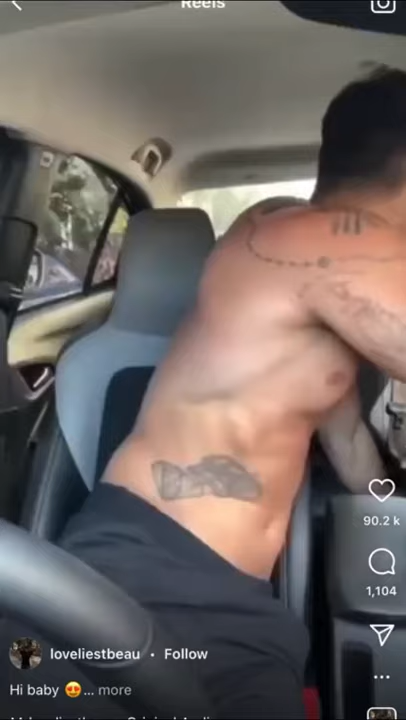 Reels
90.2 k
1,104
loveliestbeau • Follow
Hi baby 😍... more